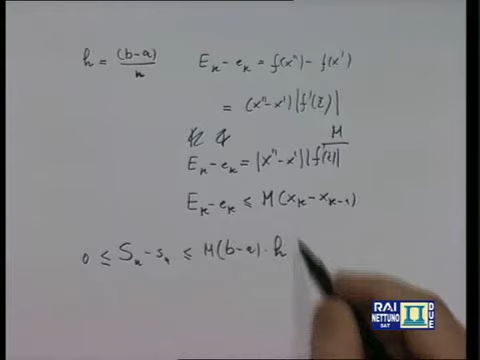 h = (b-a)/n
E_k - e_k = f(x'') - f(x')
= (x''-x') |f'(ξ)|
M
E_k - e_k = |x''-x'| |f'(ξ)|
E_k - e_k ≤ M(x_k - x_{k-1})
0 ≤ S_n - s_n ≤ M(b-a)·h
RAI
NETTUNO
SAT
DUE